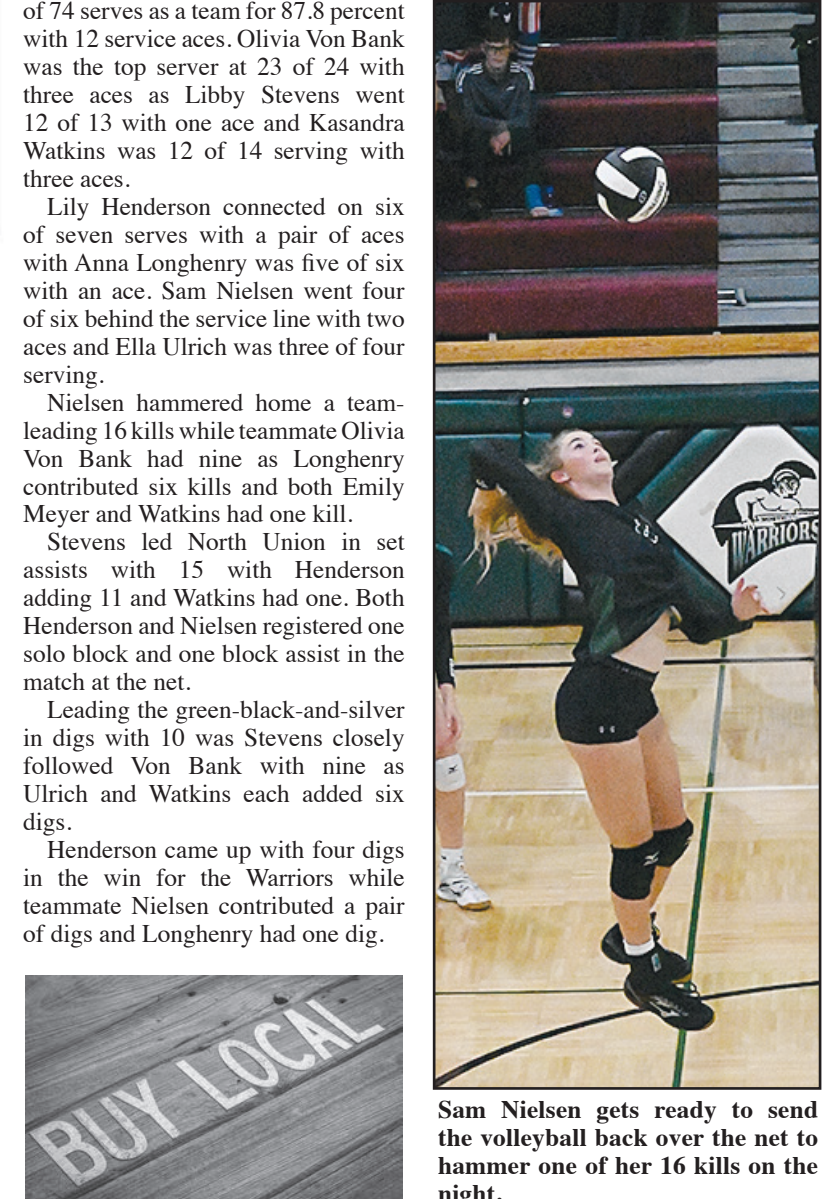 of 74 serves as a team for 87.8 percent
with 12 service aces. Olivia Von Bank
was the top server at 23 of 24 with
three aces as Libby Stevens went
12 of 13 with one ace and Kasandra
Watkins was 12 of 14 serving with
three aces.
Lily Henderson connected on six
of seven serves with a pair of aces
with Anna Longhenry was five of six
with an ace. Sam Nielsen went four
of six behind the service line with two
aces and Ella Ulrich was three of four
serving.
Nielsen hammered home a team-
leading 16 kills while teammate Olivia
Von Bank had nine as Longhenry
contributed six kills and both Emily
Meyer and Watkins had one kill.
Stevens led North Union in set
assists with 15 with Henderson
adding 11 and Watkins had one. Both
Henderson and Nielsen registered one
solo block and one block assist in the
match at the net.
Leading the green-black-and-silver
in digs with 10 was Stevens closely
followed Von Bank with nine as
Ulrich and Watkins each added six
digs.
Henderson came up with four digs
in the win for the Warriors while
teammate Nielsen contributed a pair
of digs and Longhenry had one dig.
BUY LOCAL
WARRIORS
Sam Nielsen gets ready to send
the volleyball back over the net to
hammer one of her 16 kills on the
night.